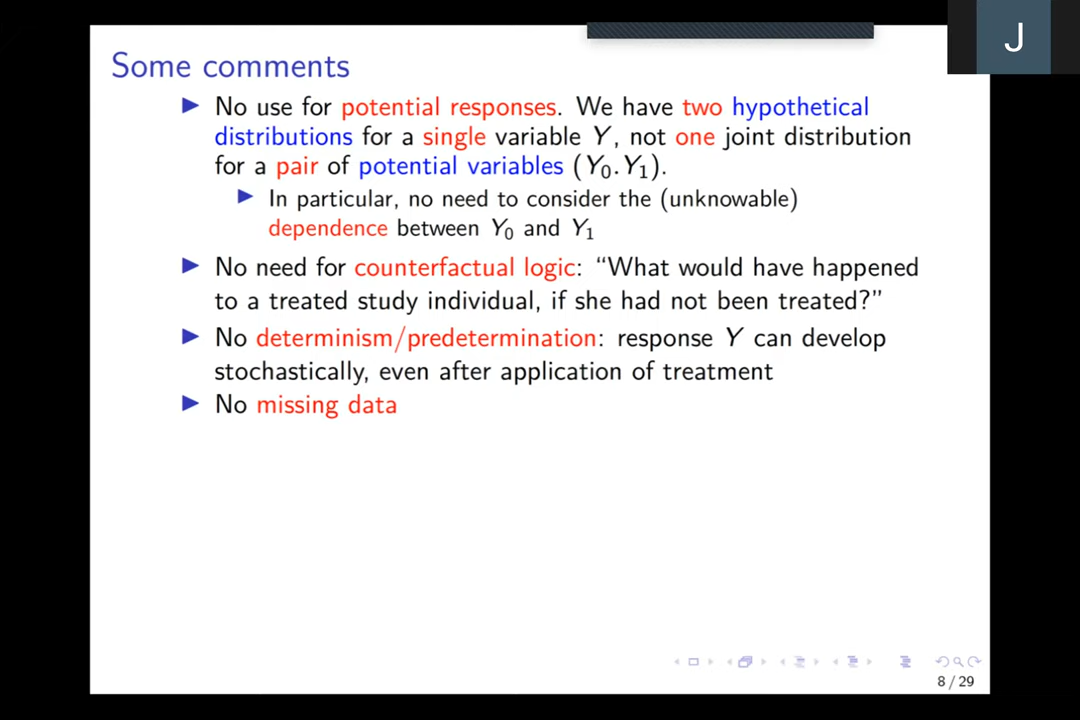 J
Some comments
▶ No use for potential responses. We have two hypothetical
distributions for a single variable Y, not one joint distribution
for a pair of potential variables (Y₀.Y₁).
▶ In particular, no need to consider the (unknowable)
dependence between Y₀ and Y₁
▶ No need for counterfactual logic: “What would have happened
to a treated study individual, if she had not been treated?”
▶ No determinism/predetermination: response Y can develop
stochastically, even after application of treatment
▶ No missing data
8 / 29